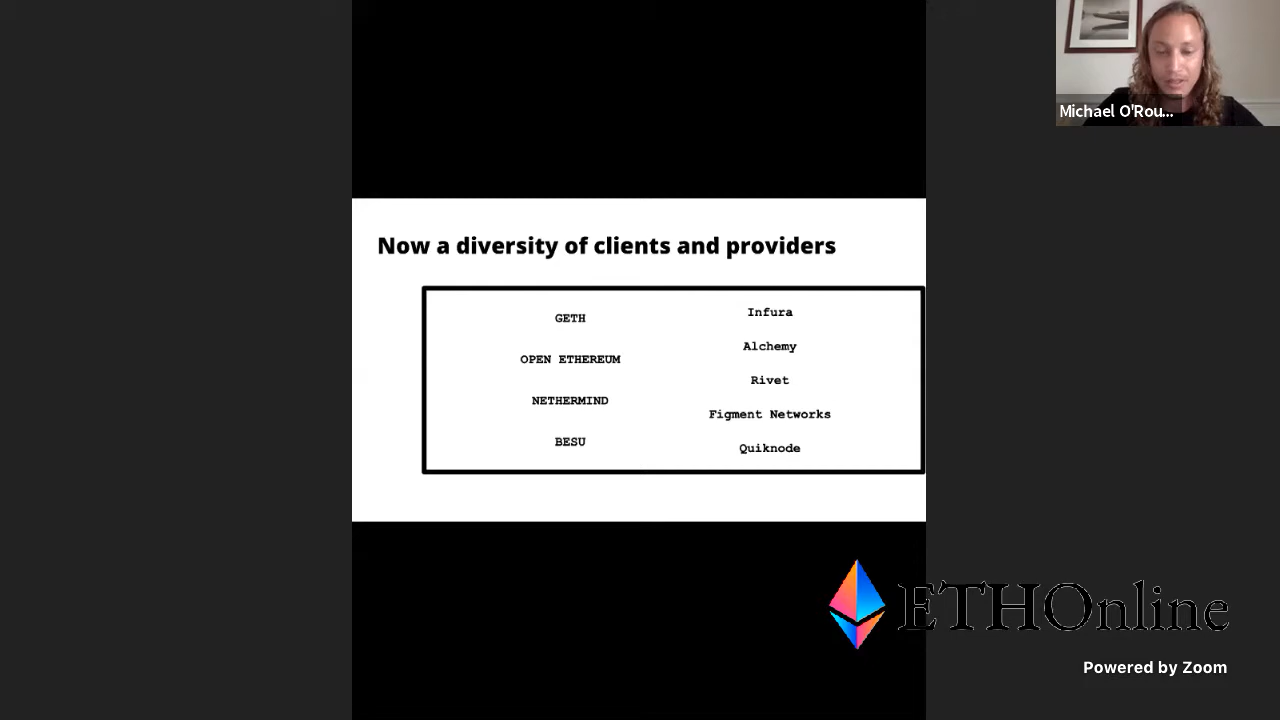 Michael O'Rou...
Now a diversity of clients and providers
GETH
OPEN ETHEREUM
NETHERMIND
BESU
Infura
Alchemy
Rivet
Figment Networks
Quiknode
ETHOnline
Powered by Zoom